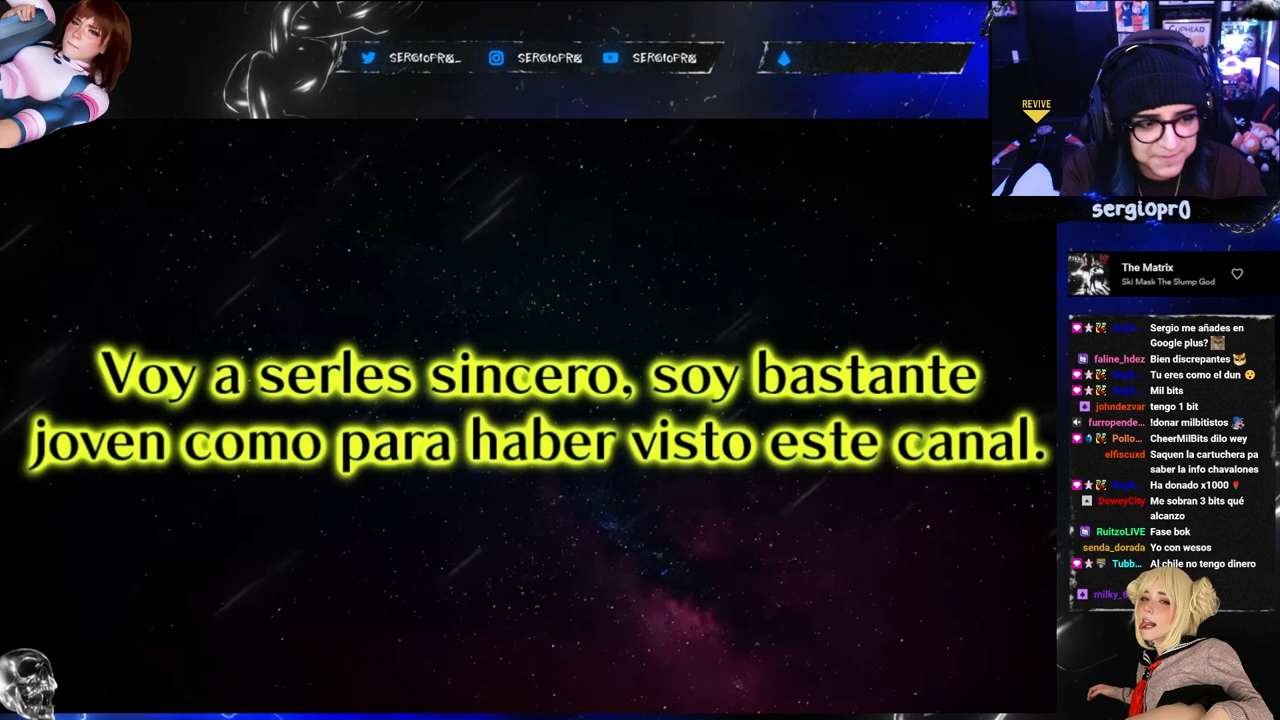 SERGIOPR0_
SERGIOPR0
SERGIOPR0
CUPHEAD
REVIVE
sergiopr0
The Matrix
Ski Mask The Slump God
Voy a serles sincero, soy bastante
joven como para haber visto este canal.
Sergio me añades en
Google plus?
faline_hdez Bien discrepantes
Tu eres como el dun
Mil bits
johndezvar tengo 1 bit
furropende... !donar milbitistos
Pollo... CheerMilBits dilo wey
elfiscuxd Saquen la cartuchera pa
saber la info chavalones
Ha donado x1000
DeweyCity Me sobran 3 bits qué
alcanzo
RuitzoLIVE Fase bok
senda_dorada Yo con wesos
Tubb... Al chile no tengo dinero